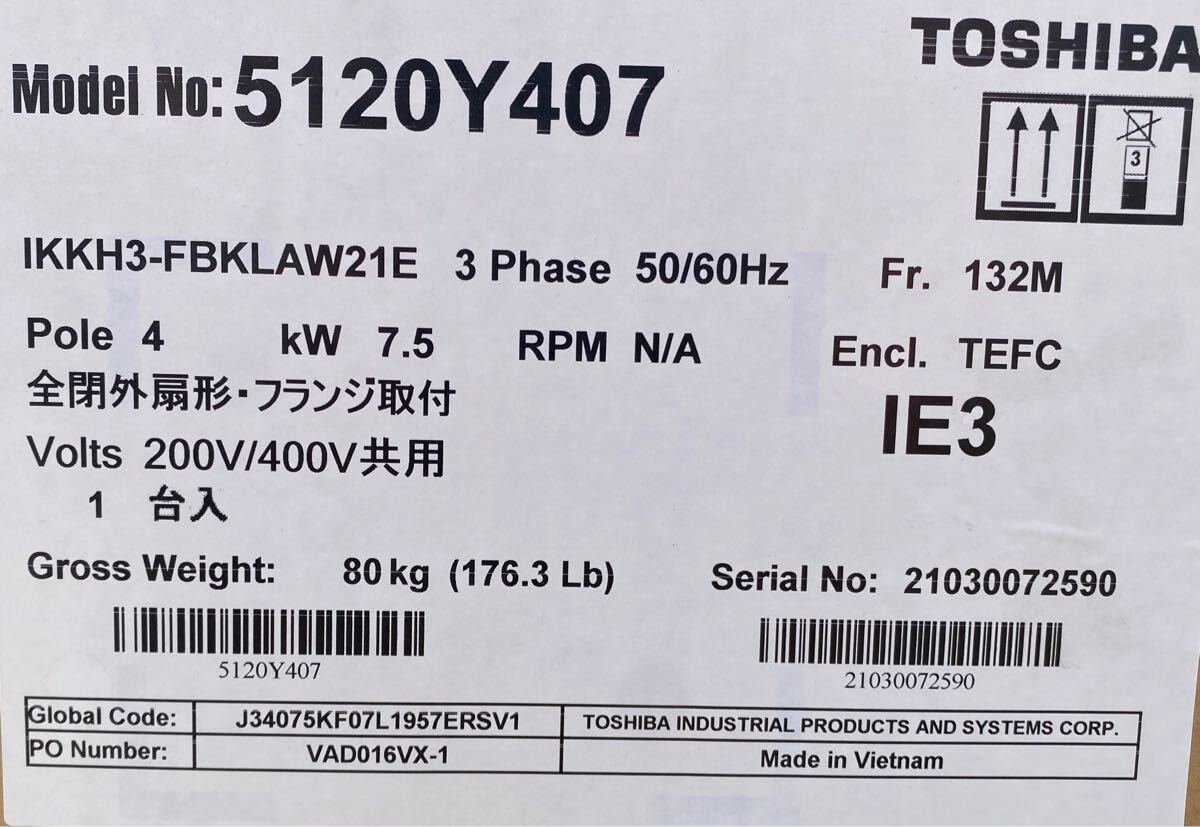 TOSHIBA
Model No: 5120Y407
3
IKKH3-FBKLAW21E 3 Phase 50/60Hz Fr. 132M
Pole 4 kW 7.5 RPM N/A Encl. TEFC
全閉外扇形・フランジ取付
IE3
Volts 200V/400V共用
1 台入
Gross Weight: 80 kg (176.3 Lb) Serial No: 21030072590
5120Y407 21030072590
Global Code: J34075KF07L1957ERSV1 TOSHIBA INDUSTRIAL PRODUCTS AND SYSTEMS CORP.
PO Number: VAD016VX-1 Made in Vietnam